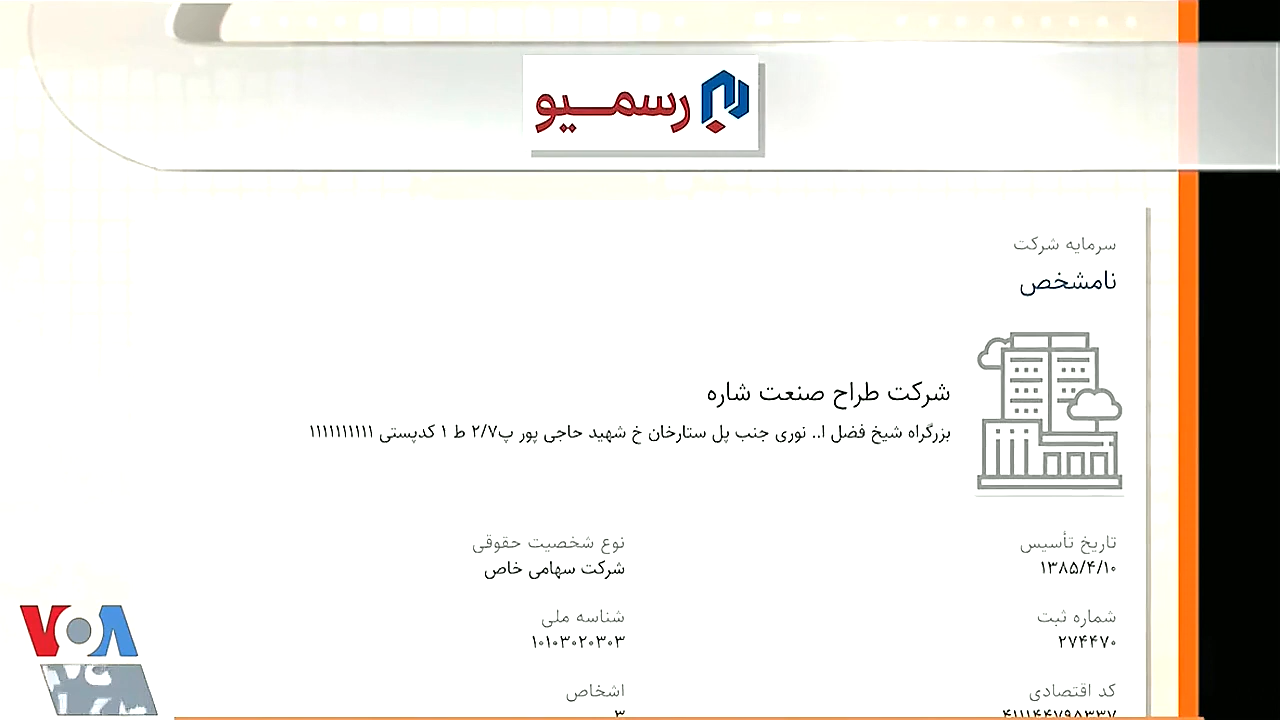 رسمیو
سرمایه شرکت
نامشخص
شرکت طراح صنعت شاره
بزرگراه شیخ فضل ا.. نوری جنب پل ستارخان خ شهید حاجی پور پ۲/۷ ط ۱ کدپستی ۱۱۱۱۱۱۱۱۱۱
تاریخ تأسیس
۱۳۸۵/۴/۱۰
نوع شخصیت حقوقی
شرکت سهامی خاص
شماره ثبت
۲۷۴۴۷۰
شناسه ملی
۱۰۱۰۳۰۲۰۳۰۳
کد اقتصادی
۴۱۱۱۴۴۷۹۸۳۳۷
اشخاص
۳
VOA